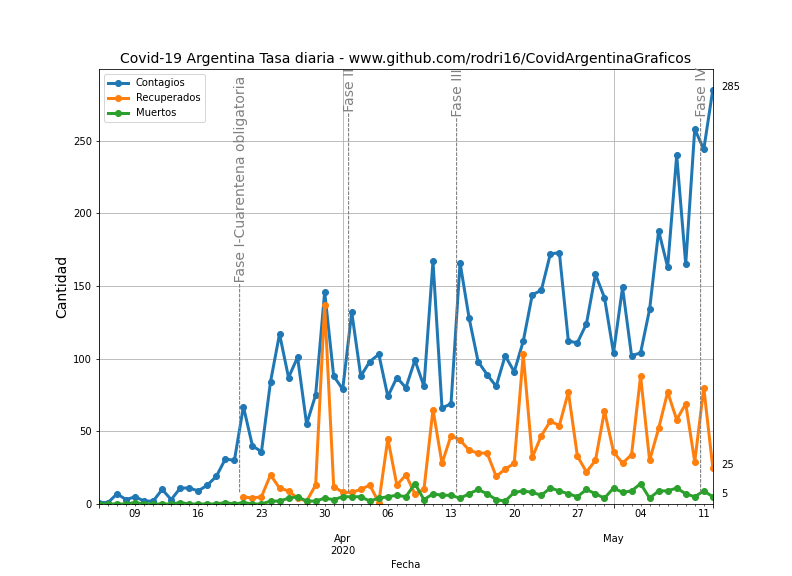 Covid-19 Argentina Tasa diaria - www.github.com/rodri16/CovidArgentinaGraficos
Contagios
Recuperados
Muertos
Fase I-Cuarentena obligatoria
Fase II
Fase III
Fase IV
285
25
5
Cantidad
250
200
150
100
50
0
09 16 23 30 06 13 20 27 04 11
Apr May
2020
Fecha